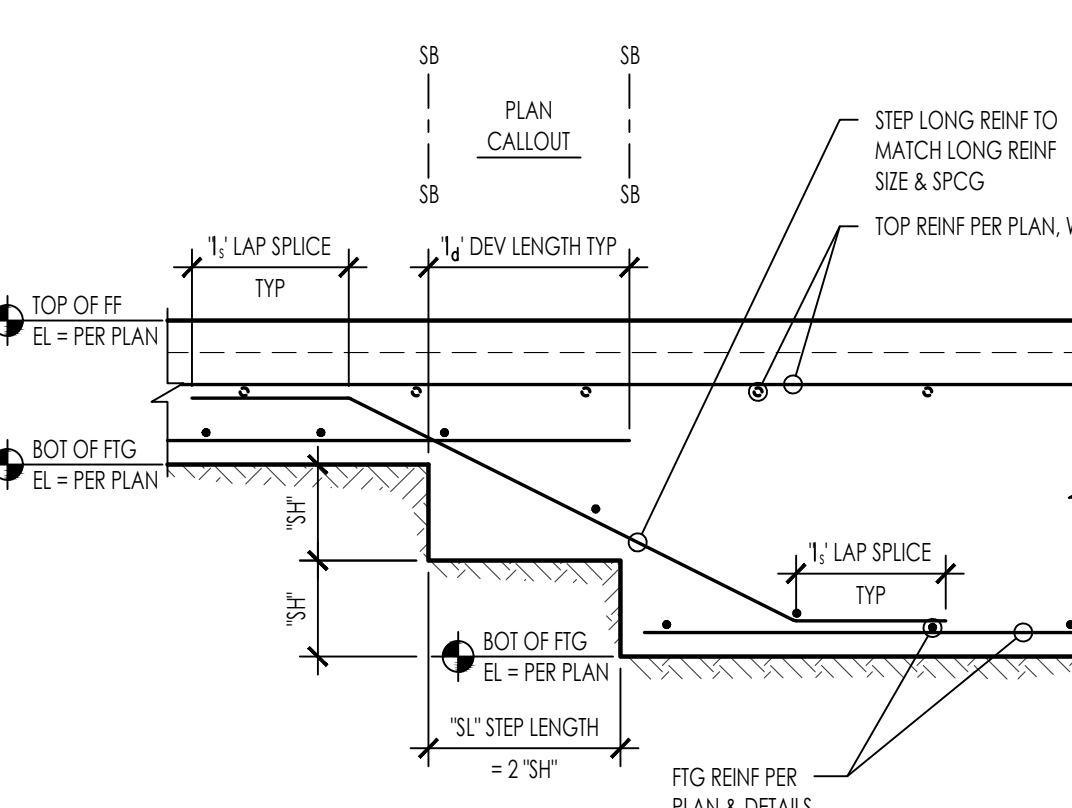 SB
SB
PLAN
CALLOUT
SB
SB
STEP LONG REINF TO
MATCH LONG REINF
SIZE & SPCG
TOP REINF PER PLAN, W
"ls" LAP SPLICE
TYP
"ld" DEV LENGTH TYP
TOP OF FF
EL = PER PLAN
BOT OF FTG
EL = PER PLAN
"SH"
"SH"
"ls" LAP SPLICE
TYP
BOT OF FTG
EL = PER PLAN
"SL" STEP LENGTH
= 2 "SH"
FTG REINF PER
PLAN & DETAILS